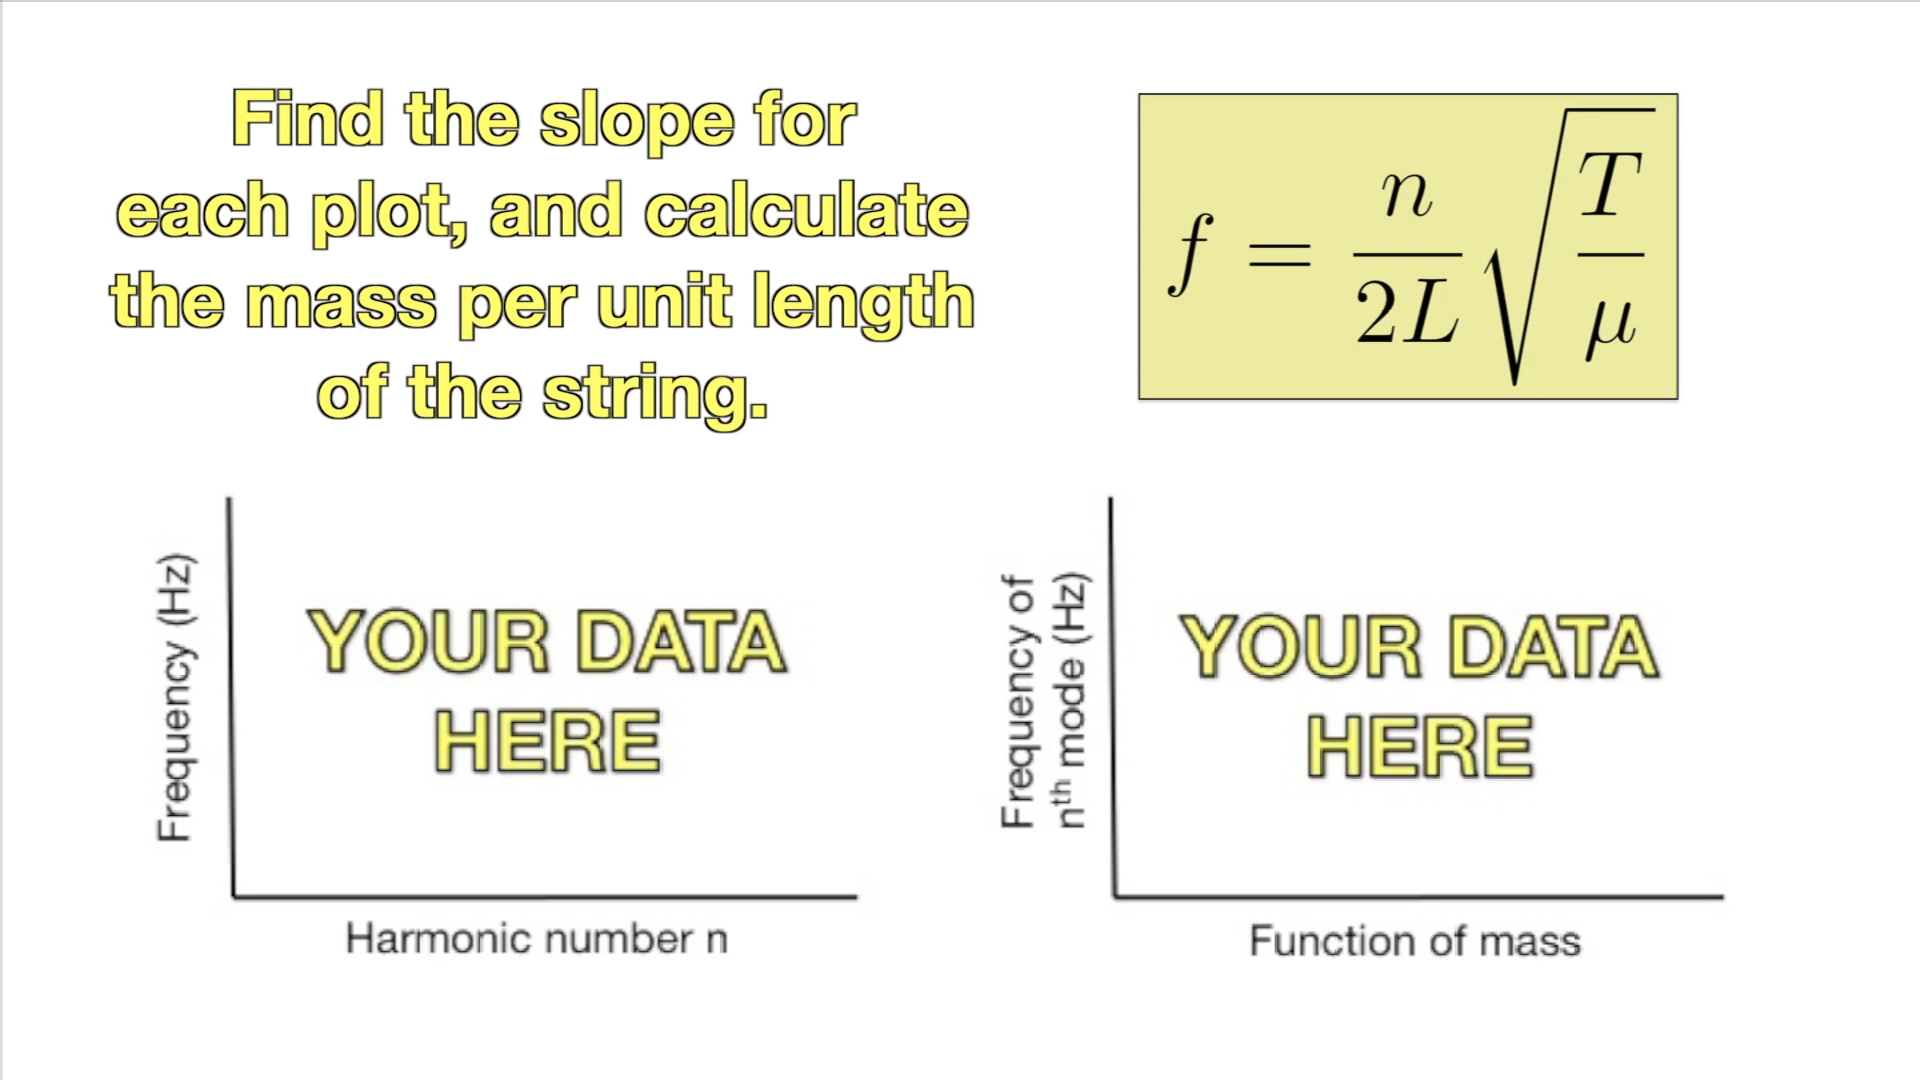 Find the slope for
each plot, and calculate
the mass per unit length
of the string.
f = n/2L √T/μ
Frequency (Hz)
YOUR DATA
HERE
Harmonic number n
Frequency of
nᵗʰ mode (Hz)
YOUR DATA
HERE
Function of mass